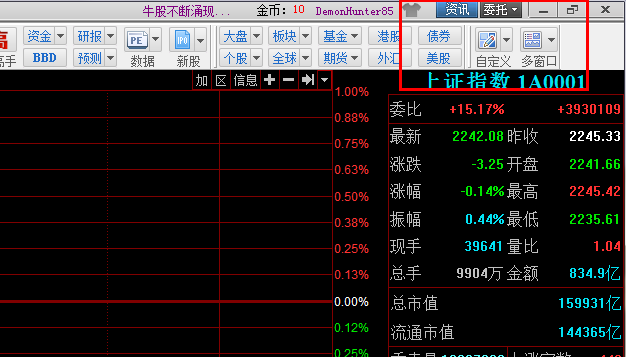 牛股不断涌现... 金币: 10 DemonHunter85 资讯 委托
高 资金 研报 PE IPO 大盘 板块 基金 港股 债券
高手 BBD 预测 数据 新股 个股 全球 期货 外汇 美股 自定义 多窗口
加 区 信息
上证指数 1A0001
1.00%
0.88%
0.75%
0.63%
0.50%
0.38%
0.25%
0.13%
0.00%
0.12%
0.25%
委比 +15.17% +3930109
最新 2242.08 昨收 2245.33
涨跌 -3.25 开盘 2241.66
涨幅 -0.14% 最高 2245.42
振幅 0.44% 最低 2235.61
现手 39641 量比 1.04
总手 9904万 金额 834.9亿
总市值 159931亿
流通市值 144365亿